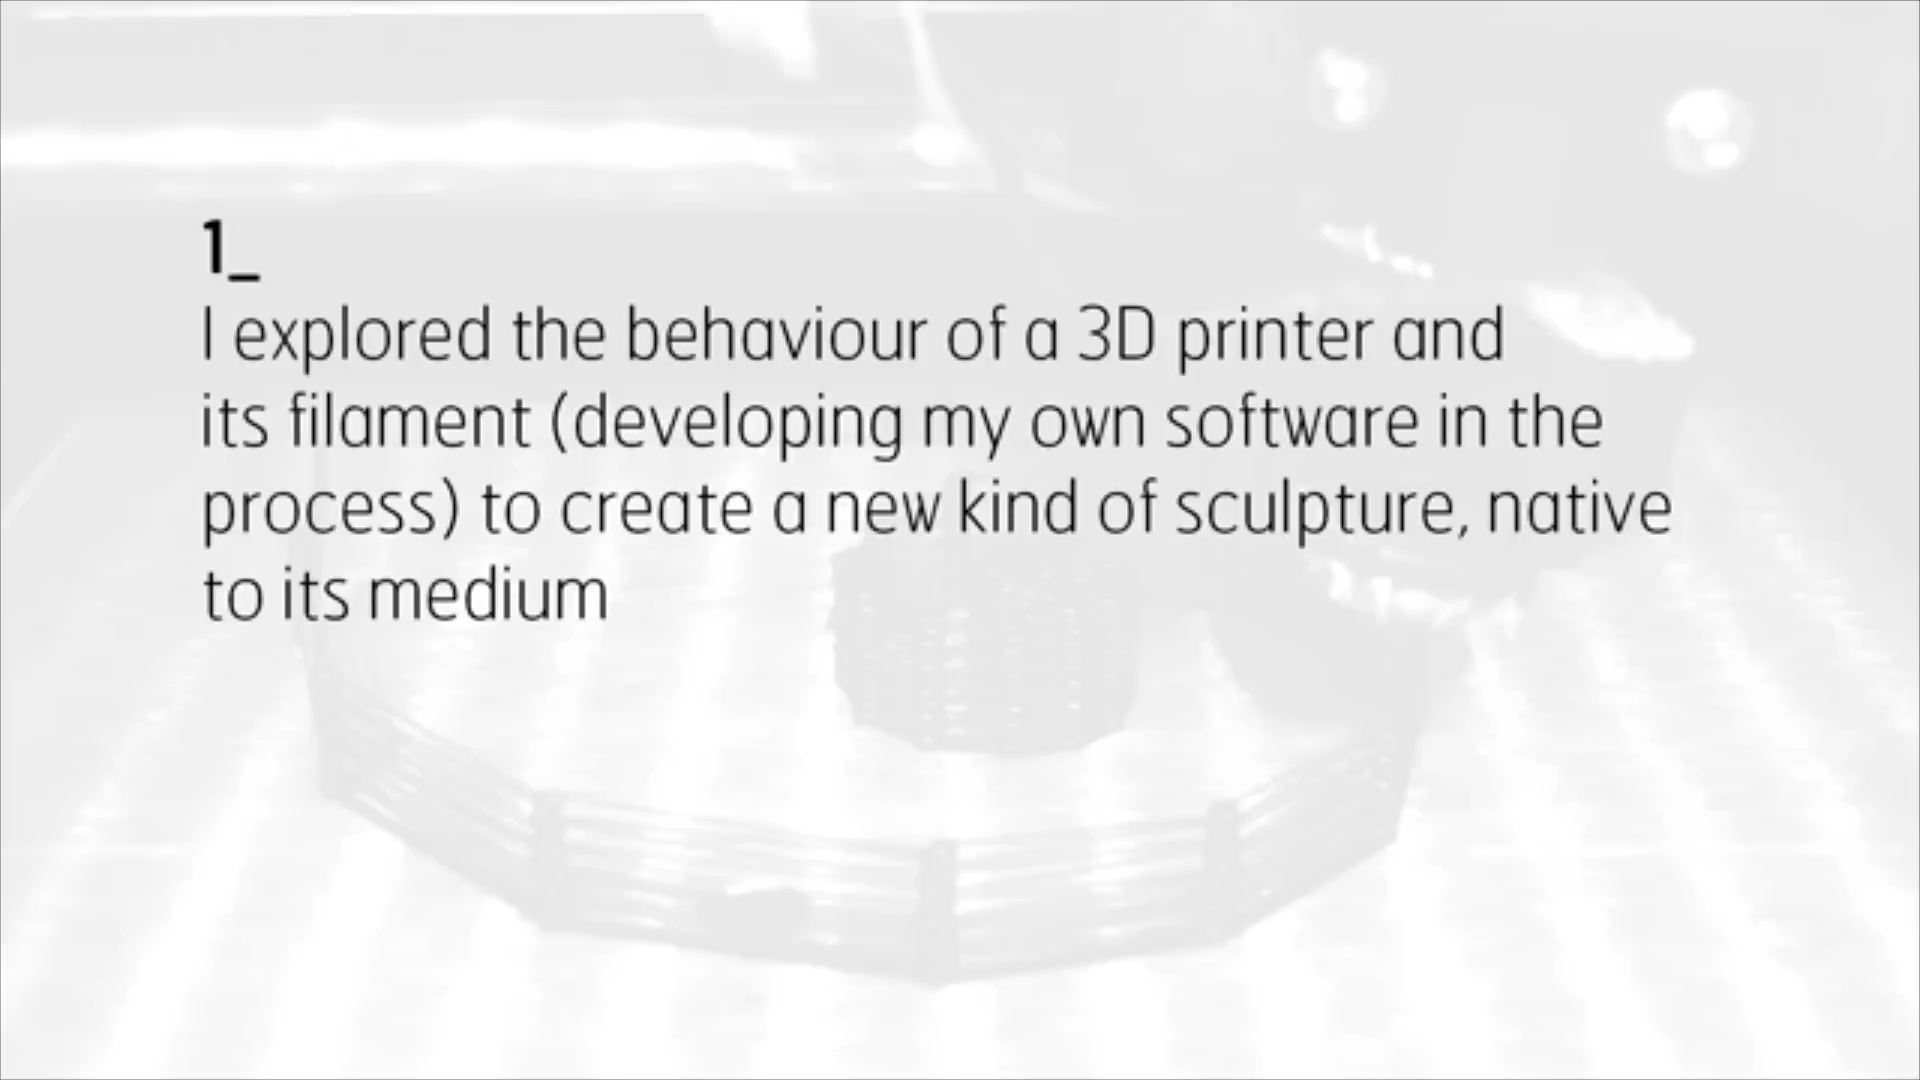 1_
I explored the behaviour of a 3D printer and
its filament (developing my own software in the
process) to create a new kind of sculpture, native
to its medium